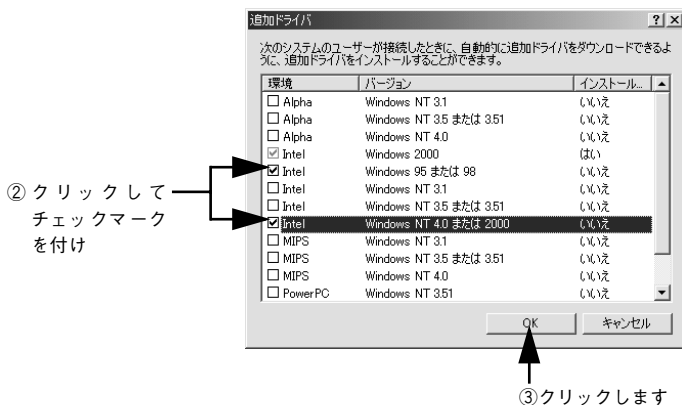 追加ドライバ
次のシステムのユーザーが接続したときに、自動的に追加ドライバをダウンロードできるよ
うに、追加ドライバをインストールすることができます。
環境 バージョン インストール...
Alpha Windows NT 3.1 いいえ
Alpha Windows NT 3.5 または 3.51 いいえ
Alpha Windows NT 4.0 いいえ
Intel Windows 2000 はい
Intel Windows 95 または 98 いいえ
Intel Windows NT 3.1 いいえ
Intel Windows NT 3.5 または 3.51 いいえ
Intel Windows NT 4.0 または 2000 いいえ
MIPS Windows NT 3.1 いいえ
MIPS Windows NT 3.5 または 3.51 いいえ
MIPS Windows NT 4.0 いいえ
PowerPC Windows NT 3.51 いいえ
OK キャンセル
②クリックして
チェックマーク
を付け
③クリックします